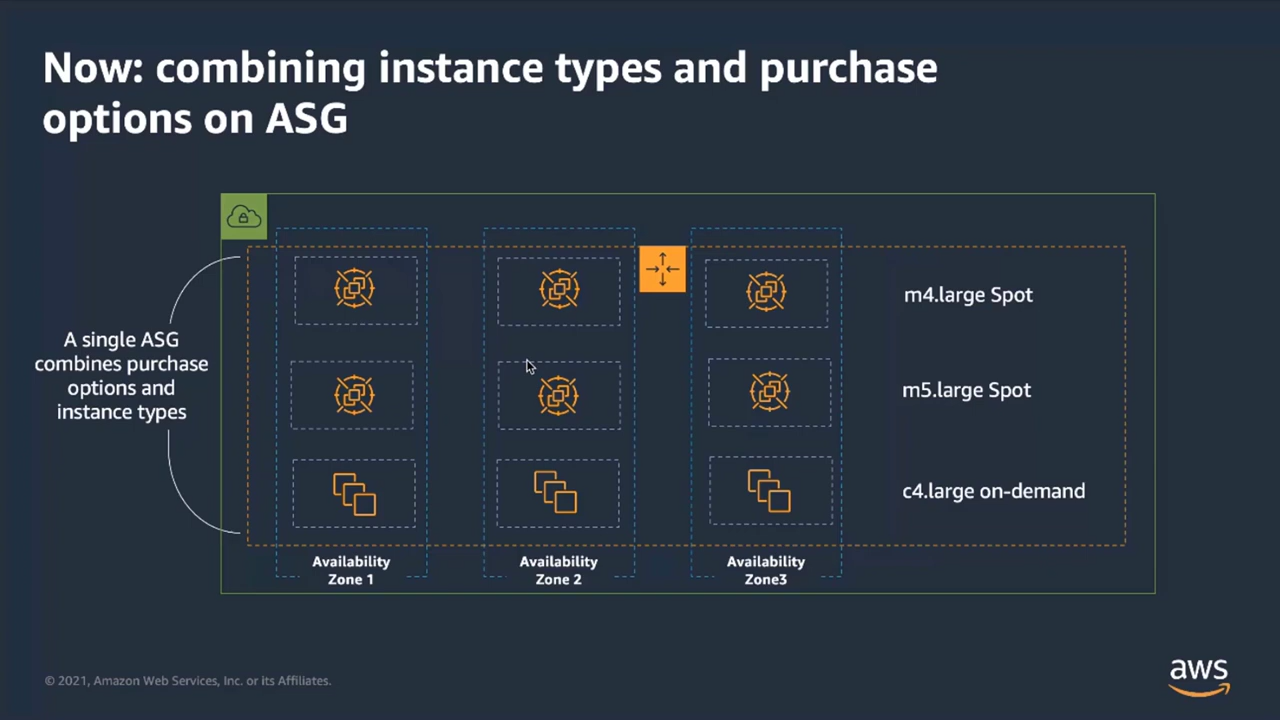 Now: combining instance types and purchase
options on ASG
A single ASG
combines purchase
options and
instance types
m4.large Spot
m5.large Spot
c4.large on-demand
Availability
Zone 1
Availability
Zone 2
Availability
Zone3
© 2021, Amazon Web Services, Inc. or its Affiliates.
aws